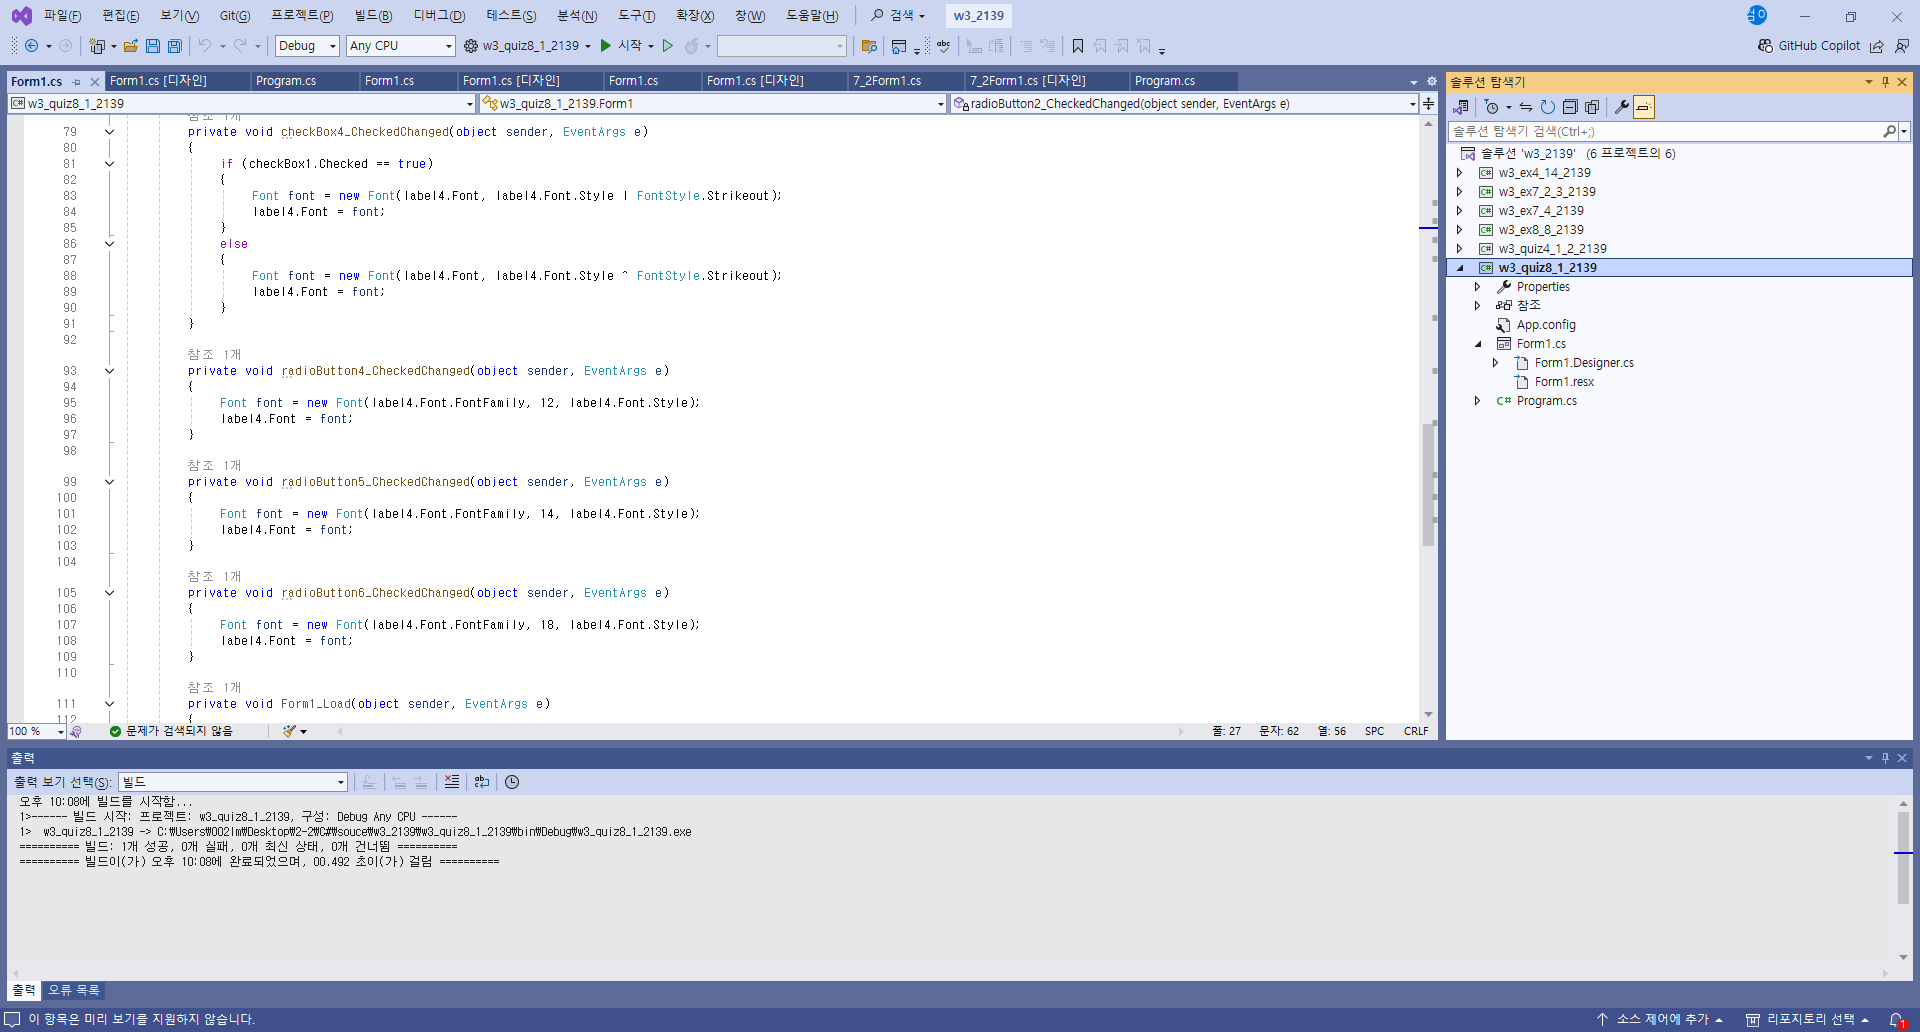 파일(F) 편집(E) 보기(V) Git(G) 프로젝트(P) 빌드(B) 디버그(D) 테스트(S) 분석(N) 도구(T) 확장(X) 창(W) 도움말(H) 검색 w3_2139
Debug Any CPU w3_quiz8_1_2139 시작 GitHub Copilot
Form1.cs Form1.cs [디자인] Program.cs Form1.cs Form1.cs [디자인] Form1.cs Form1.cs [디자인] 7_2Form1.cs 7_2Form1.cs [디자인] Program.cs
w3_quiz8_1_2139 w3_quiz8_1_2139.Form1 radioButton2_CheckedChanged(object sender, EventArgs e)
참조 1개
79 private void checkBox4_CheckedChanged(object sender, EventArgs e)
80 {
81 if (checkBox1.Checked == true)
82 {
83 Font font = new Font(label4.Font, label4.Font.Style | FontStyle.Strikeout);
84 label4.Font = font;
85 }
86 else
87 {
88 Font font = new Font(label4.Font, label4.Font.Style ^ FontStyle.Strikeout);
89 label4.Font = font;
90 }
91 }
92
참조 1개
93 private void radioButton4_CheckedChanged(object sender, EventArgs e)
94 {
95 Font font = new Font(label4.Font.FontFamily, 12, label4.Font.Style);
96 label4.Font = font;
97 }
98
참조 1개
99 private void radioButton5_CheckedChanged(object sender, EventArgs e)
100 {
101 Font font = new Font(label4.Font.FontFamily, 14, label4.Font.Style);
102 label4.Font = font;
103 }
104
참조 1개
105 private void radioButton6_CheckedChanged(object sender, EventArgs e)
106 {
107 Font font = new Font(label4.Font.FontFamily, 18, label4.Font.Style);
108 label4.Font = font;
109 }
110
참조 1개
111 private void Form1_Load(object sender, EventArgs e)
112 {
100 % 문제가 검색되지 않음 줄: 27 문자: 62 열: 56 SPC CRLF
솔루션 탐색기
솔루션 탐색기 검색(Ctrl+;)
솔루션 'w3_2139' (6 프로젝트의 6)
w3_ex4_14_2139
w3_ex7_2_3_2139
w3_ex7_4_2139
w3_ex8_8_2139
w3_quiz4_1_2_2139
w3_quiz8_1_2139
Properties
참조
App.config
Form1.cs
Form1.Designer.cs
Form1.resx
C# Program.cs
출력
출력 보기 선택(S): 빌드
오후 10:08에 빌드를 시작함...
1>------ 빌드 시작: 프로젝트: w3_quiz8_1_2139, 구성: Debug Any CPU ------
1> w3_quiz8_1_2139 -> C:₩Users₩002lm₩Desktop₩2-2₩C#₩souce₩w3_2139₩w3_quiz8_1_2139₩bin₩Debug₩w3_quiz8_1_2139.exe
========== 빌드: 1개 성공, 0개 실패, 0개 최신 상태, 0개 건너뜀 ==========
========== 빌드이(가) 오후 10:08에 완료되었으며, 00.492 초이(가) 걸림 ==========
출력 오류 목록
이 항목은 미리 보기를 지원하지 않습니다. 소스 제어에 추가 리포지토리 선택 1